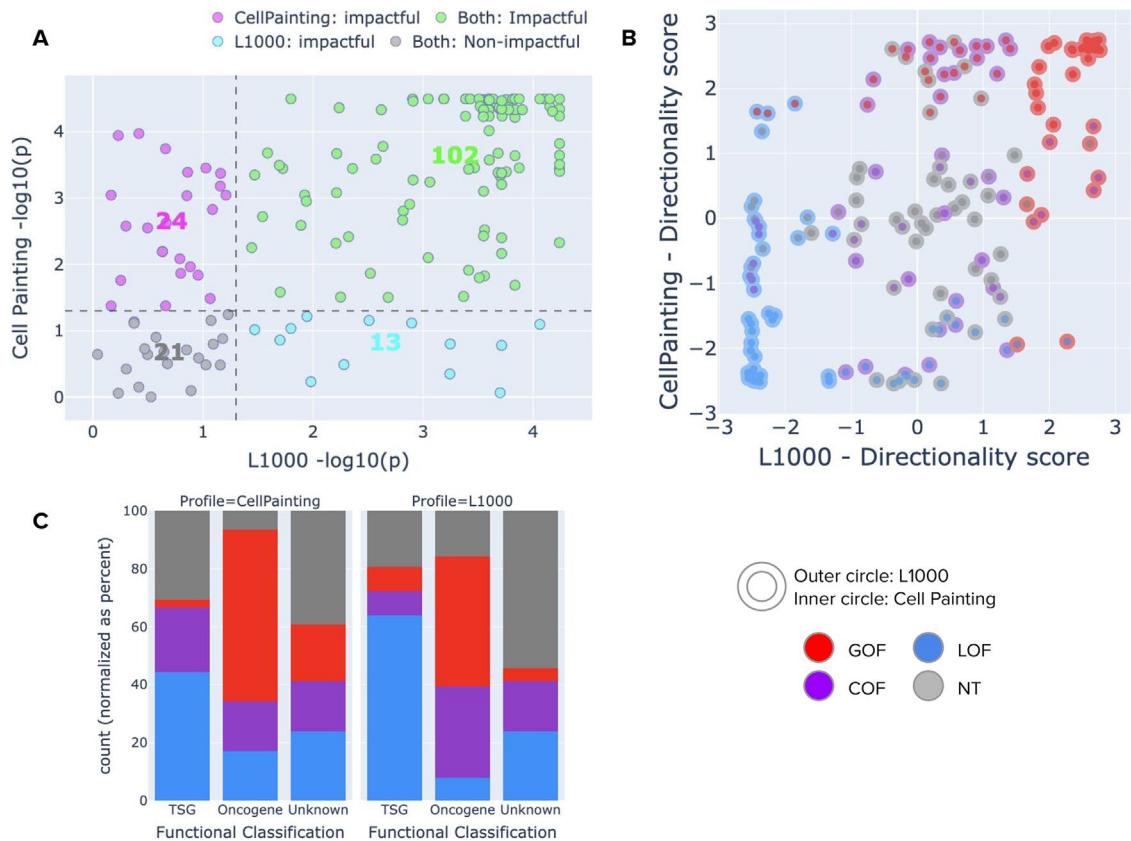 CellPainting: impactful
Both: Impactful
L1000: impactful
Both: Non-impactful
A
Cell Painting -log10(p)
4
3
2
1
0
24
102
21
13
0
1
2
3
4
L1000 -log10(p)
B
CellPainting - Directionality score
3
2
1
0
−1
−2
−3
−3
−2
−1
0
1
2
3
L1000 - Directionality score
C
Profile=CellPainting
Profile=L1000
count (normalized as percent)
100
80
60
40
20
0
TSG
Oncogene
Unknown
TSG
Oncogene
Unknown
Functional Classification
Functional Classification
Outer circle: L1000
Inner circle: Cell Painting
GOF
LOF
COF
NT